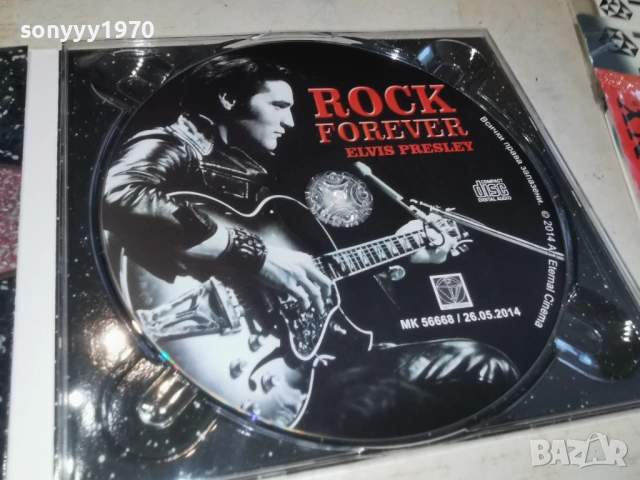 sonyyy1970
ROCK
FOREVER
ELVIS PRESLEY
COMPACT
disc
DIGITAL AUDIO
Всички права запазени. © 2014 A+ Eternal Cinema
MK 56668 / 26.05.2014
BAZAR